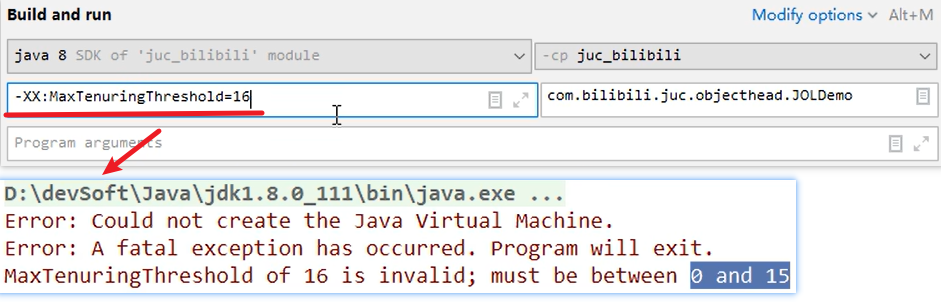 Build and run
Modify options Alt+M
java 8 SDK of 'juc_bilibili' module
-cp juc_bilibili
-XX:MaxTenuringThreshold=16
com.bilibili.juc.objecthead.JOLDemo
Program arguments
D:\devSoft\Java\jdk1.8.0_111\bin\java.exe ...
Error: Could not create the Java Virtual Machine.
Error: A fatal exception has occurred. Program will exit.
MaxTenuringThreshold of 16 is invalid; must be between 0 and 15